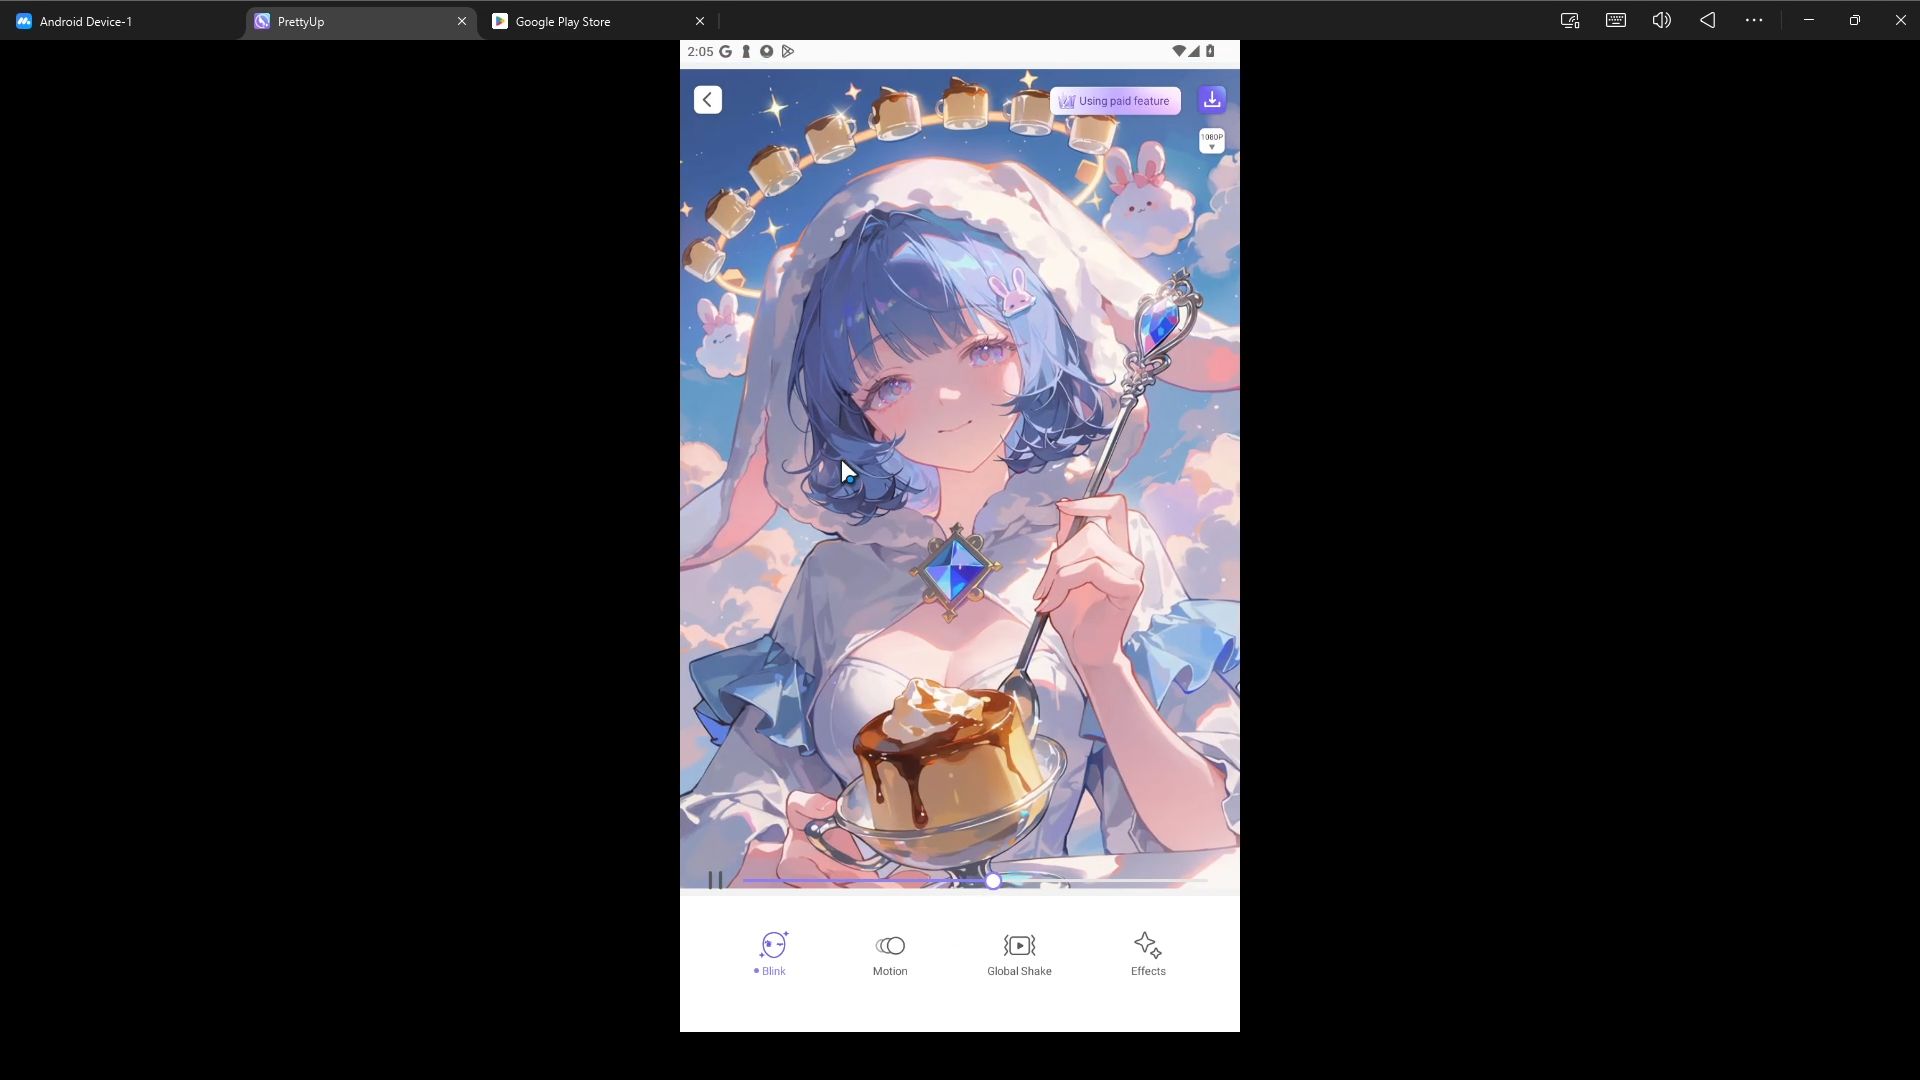 Android Device-1
PrettyUp
Google Play Store
2:05
Using paid feature
1080P
Blink
Motion
Global Shake
Effects